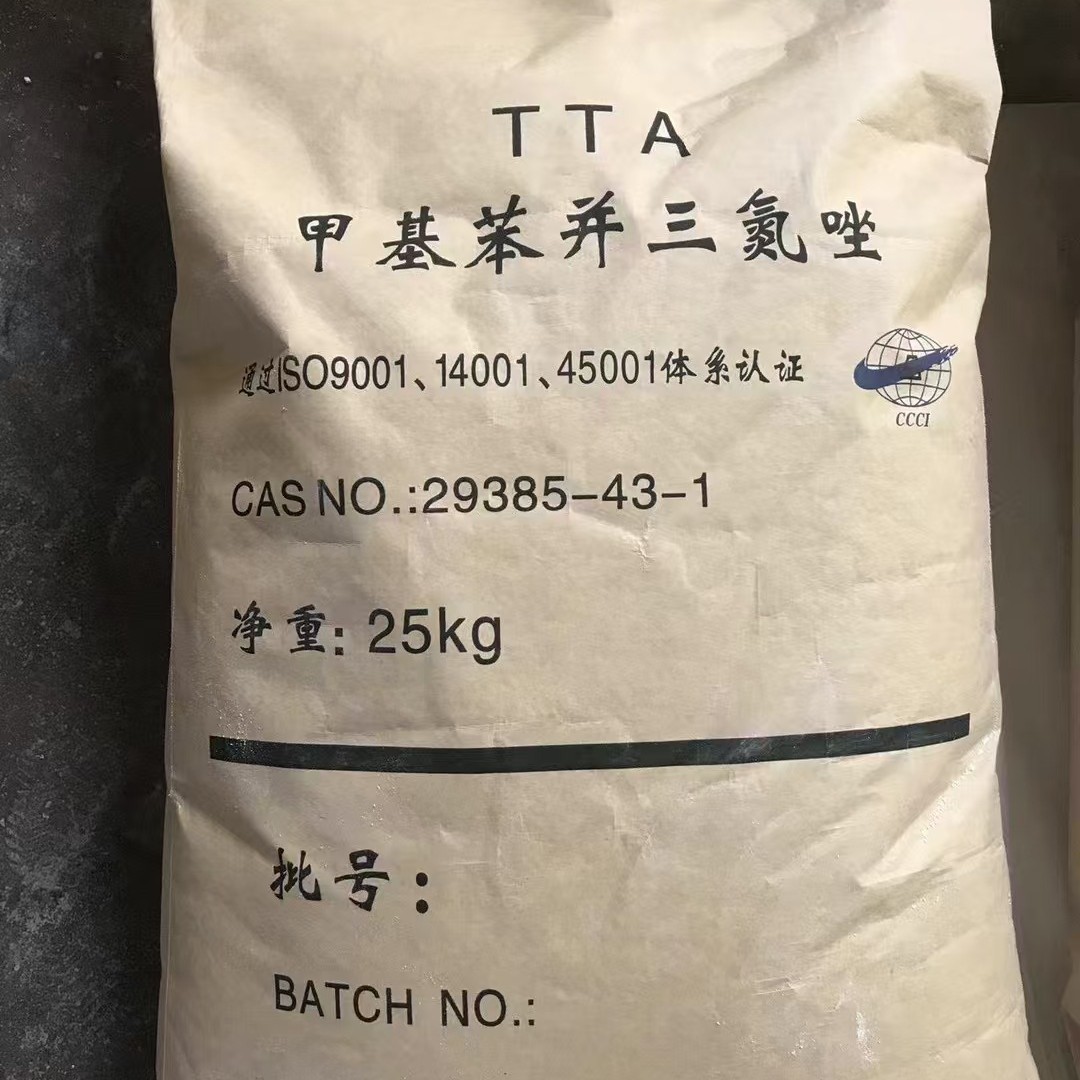 TTA
甲基苯并三氮唑
通过ISO9001、14001、45001体系认证
CCCI
CAS NO.:29385-43-1
净重：25kg
批号：
BATCH NO.: